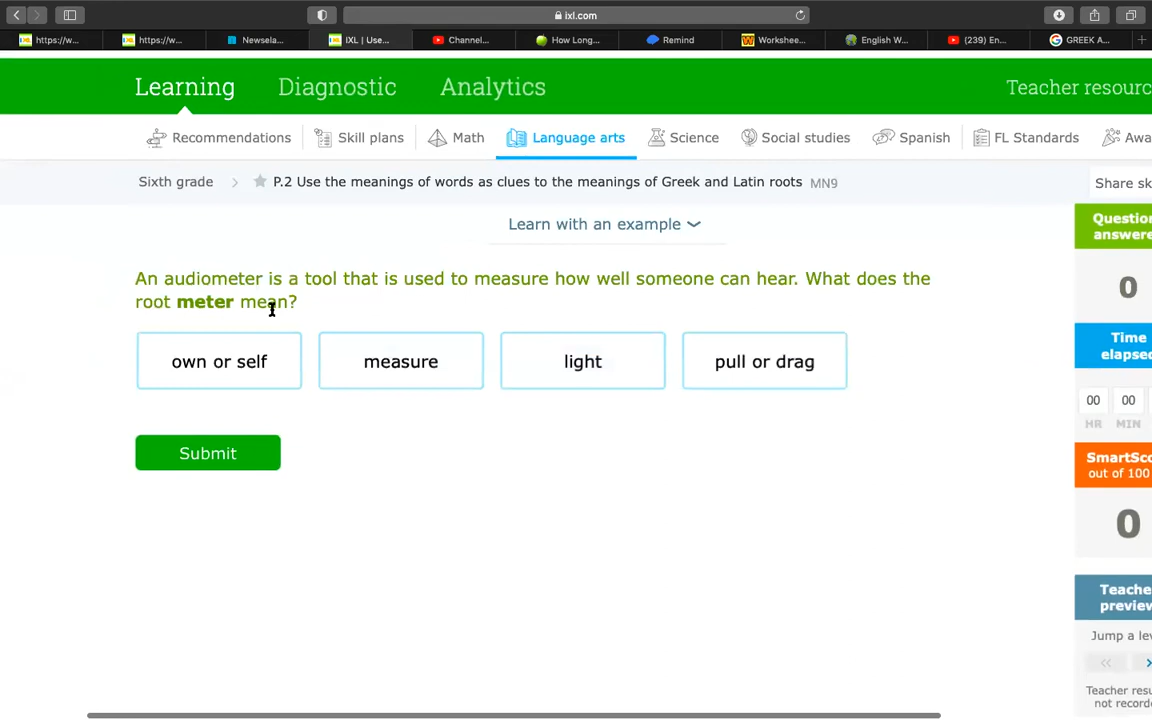 ixl.com
https://w...
https://w...
Newsela...
IXL | Use...
Channel...
How Long...
Remind
Workshee...
English W...
(239) En...
GREEK A...
Learning
Diagnostic
Analytics
Teacher resourc
Recommendations
Skill plans
Math
Language arts
Science
Social studies
Spanish
FL Standards
Awa
Sixth grade > P.2 Use the meanings of words as clues to the meanings of Greek and Latin roots MN9
Share sk
Learn with an example
An audiometer is a tool that is used to measure how well someone can hear. What does the
root meter mean?
own or self
measure
light
pull or drag
Submit
Question
answere
0
Time
elapsed
00 00
HR MIN
SmartSco
out of 100
0
Teache
preview
Jump a lev
Teacher resu
not recorde